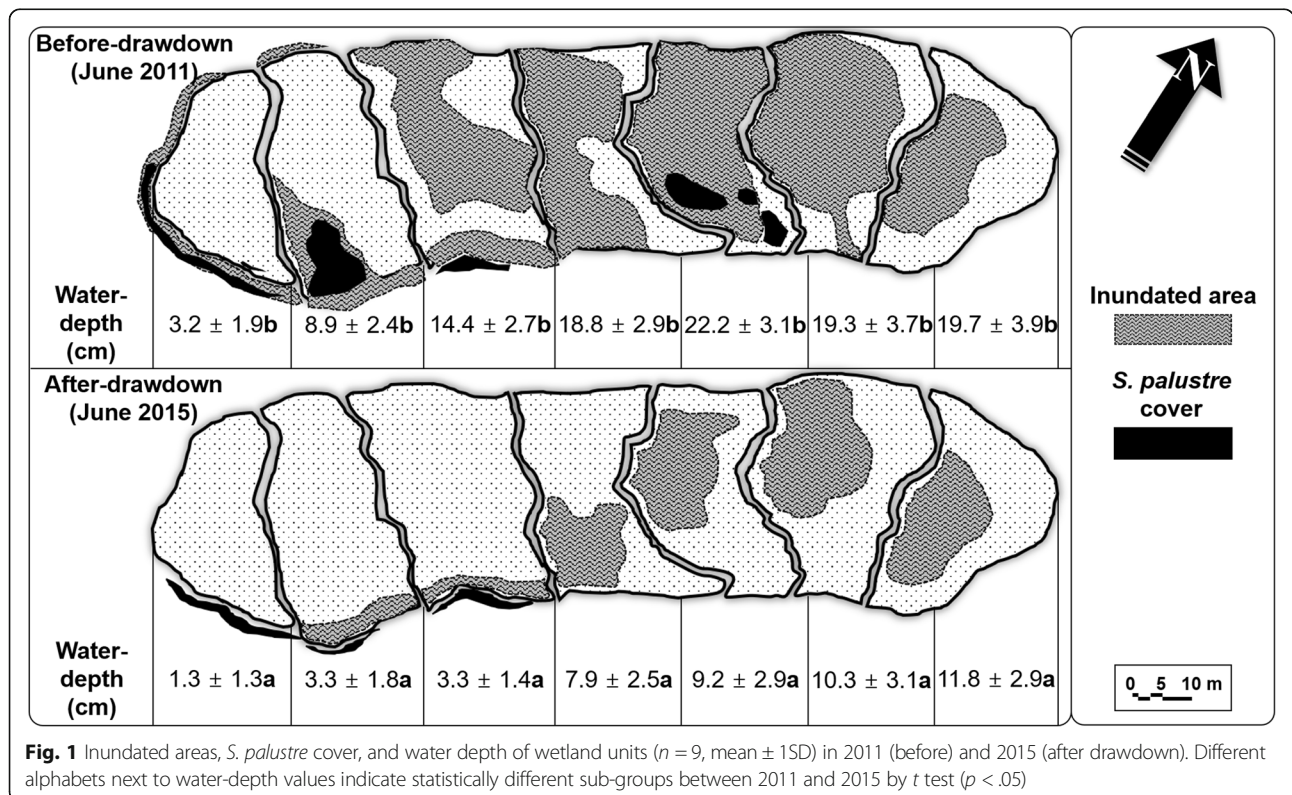 Before-drawdown
(June 2011)
N
Water-
depth
(cm)
3.2 ± 1.9b 8.9 ± 2.4b 14.4 ± 2.7b 18.8 ± 2.9b 22.2 ± 3.1b 19.3 ± 3.7b 19.7 ± 3.9b
Inundated area
S. palustre
cover
After-drawdown
(June 2015)
Water-
depth
(cm)
1.3 ± 1.3a 3.3 ± 1.8a 3.3 ± 1.4a 7.9 ± 2.5a 9.2 ± 2.9a 10.3 ± 3.1a 11.8 ± 2.9a
0 5 10 m
Fig. 1 Inundated areas, S. palustre cover, and water depth of wetland units (n = 9, mean ± 1SD) in 2011 (before) and 2015 (after drawdown). Different
alphabets next to water-depth values indicate statistically different sub-groups between 2011 and 2015 by t test (p < .05)